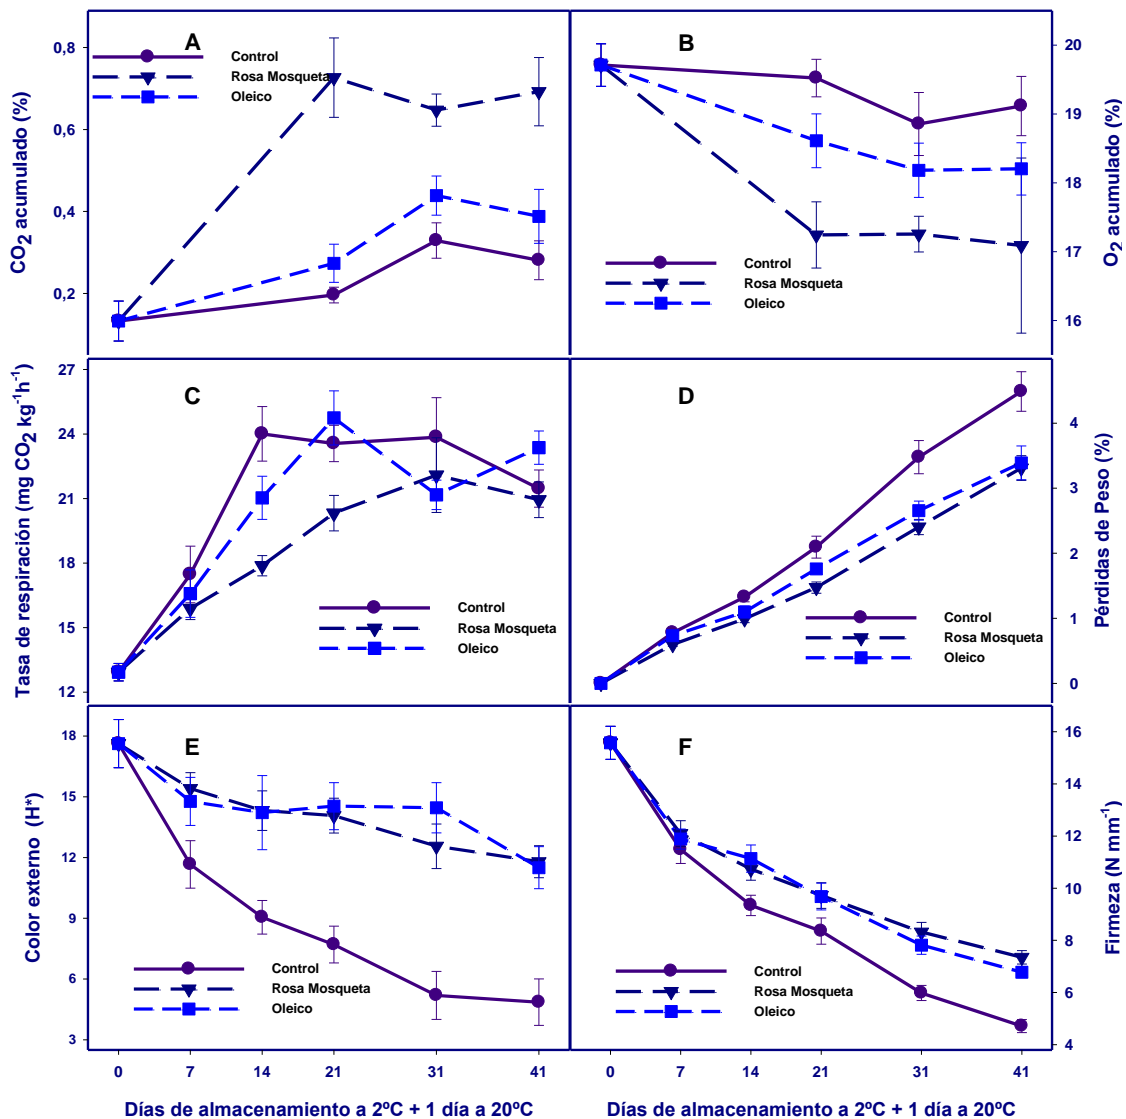 A
0,8
0,6
0,4
0,2
CO2 acumulado (%)
Control
Rosa Mosqueta
Oleico
B
20
19
18
17
16
O2 acumulado (%)
Control
Rosa Mosqueta
Oleico
C
27
24
21
18
15
12
Tasa de respiración (mg CO2 kg-1h-1)
Control
Rosa Mosqueta
Oleico
D
4
3
2
1
0
Pérdidas de Peso (%)
Control
Rosa Mosqueta
Oleico
E
18
15
12
9
6
3
Color externo (H*)
Control
Rosa Mosqueta
Oleico
0 7 14 21 31 41
Días de almacenamiento a 2ºC + 1 día a 20ºC
F
16
14
12
10
8
6
4
Firmeza (N mm-1)
Control
Rosa Mosqueta
Oleico
0 7 14 21 31 41
Días de almacenamiento a 2ºC + 1 día a 20ºC